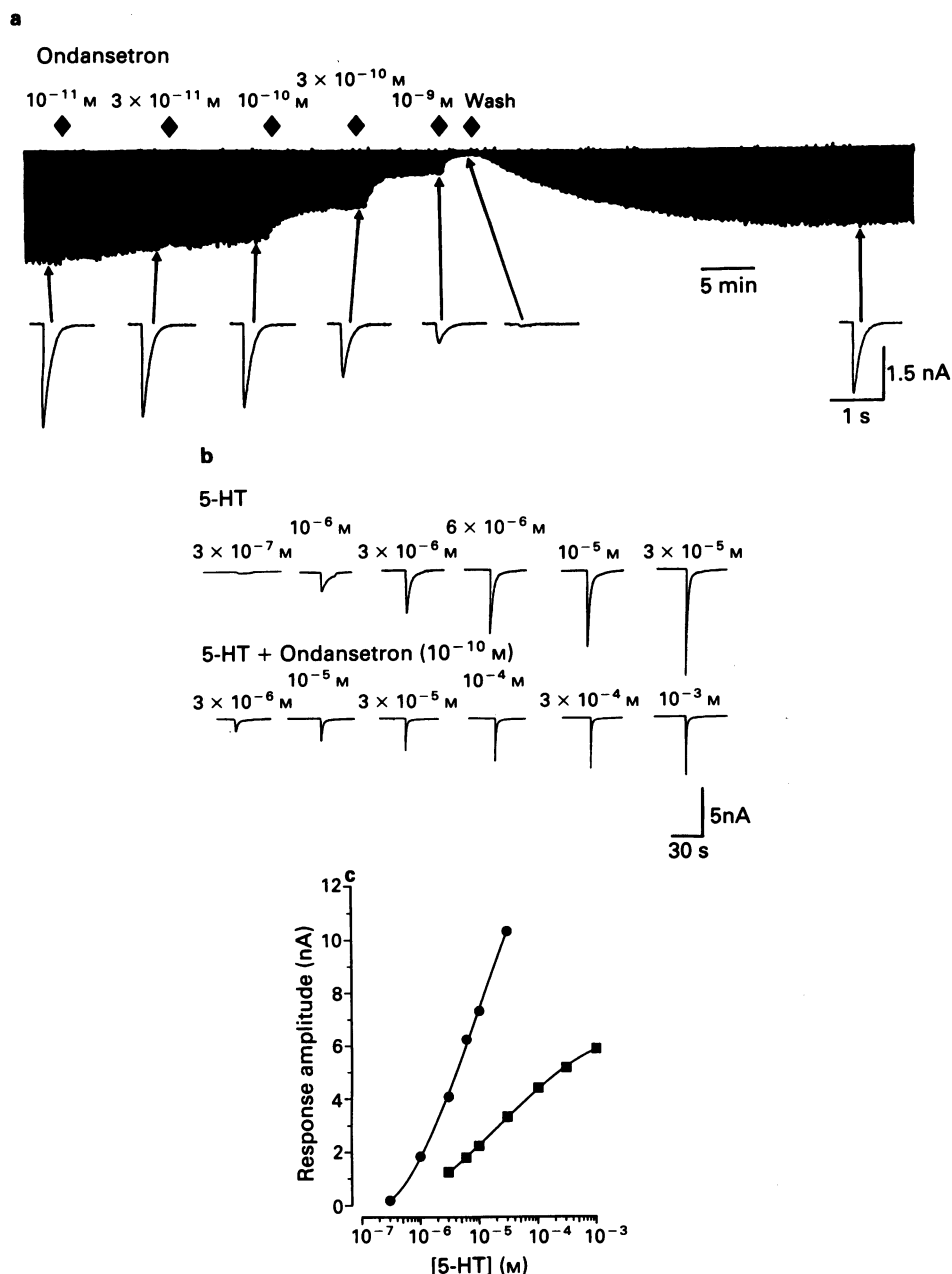 a
Ondansetron
3 × 10⁻¹⁰ M
10⁻¹¹ M 3 × 10⁻¹¹ M 10⁻¹⁰ M 10⁻⁹ M Wash
5 min
1.5 nA
1 s
b
5-HT
10⁻⁶ M 6 × 10⁻⁶ M
3 × 10⁻⁷ M 3 × 10⁻⁶ M 10⁻⁵ M 3 × 10⁻⁵ M
5-HT + Ondansetron (10⁻¹⁰ M)
10⁻⁵ M 10⁻⁴ M
3 × 10⁻⁶ M 3 × 10⁻⁵ M 3 × 10⁻⁴ M 10⁻³ M
5nA
30 s
c
12
10
8
6
4
2
0
Response amplitude (nA)
10⁻⁷ 10⁻⁶ 10⁻⁵ 10⁻⁴ 10⁻³
[5-HT] (M)